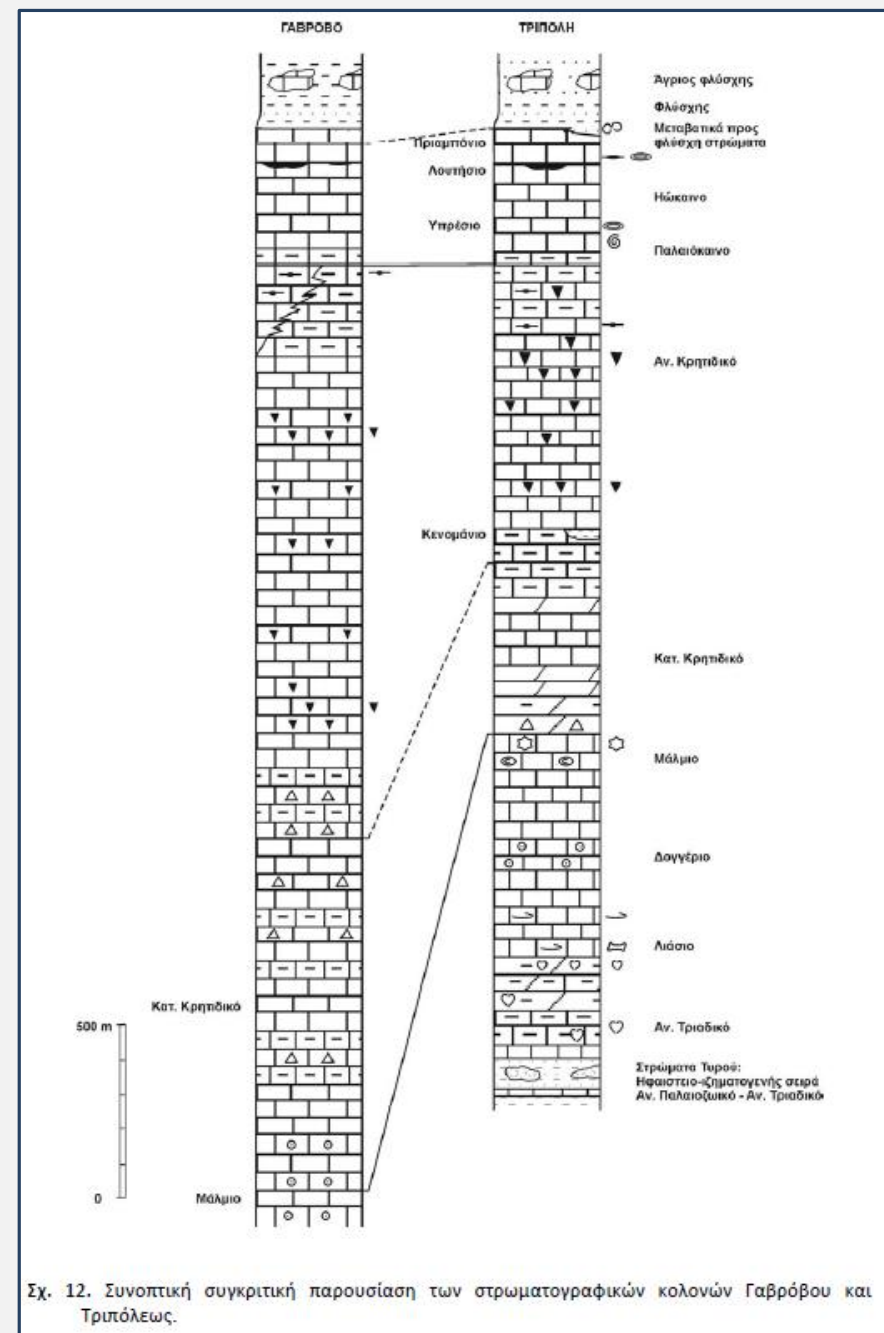 ΓΑΒΡΟΒΟ
ΤΡΙΠΟΛΗ
Άγριος φλύσχης
Φλύσχης
Μεταβατικά προς
φλύσχη στρώματα
Πριαμπόνιο
Λουτήσιο
Ηώκαινο
Υπρέσιο
Παλαιόκαινο
Αν. Κρητιδικό
Κενομάνιο
Κατ. Κρητιδικό
Μάλμιο
Δογγέριο
Λιάσιο
Κατ. Κρητιδικό
500 m
Αν. Τριαδικό
Στρώματα Τυρού:
Ηφαιστειο-ιζηματογενής σειρά
Αν. Παλαιοζωικό - Αν. Τριαδικό
0
Μάλμιο
Σχ. 12. Συνοπτική συγκριτική παρουσίαση των στρωματογραφικών κολονών Γαβρόβου και
Τριπόλεως.